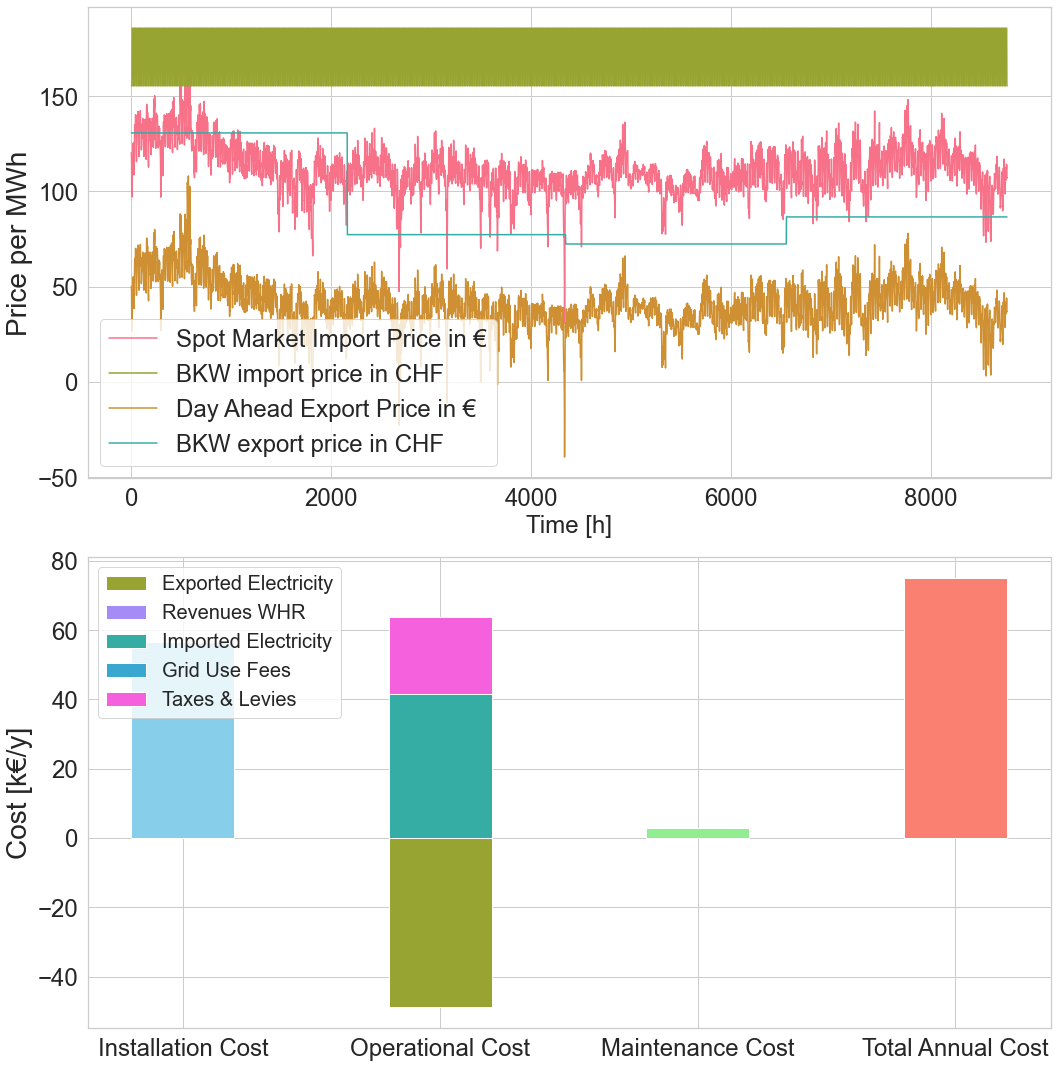 150
100
50
0
−50
Price per MWh
Spot Market Import Price in €
BKW import price in CHF
Day Ahead Export Price in €
BKW export price in CHF
0 2000 4000 6000 8000
Time [h]
80
60
40
20
0
−20
−40
Cost [k€/y]
Exported Electricity
Revenues WHR
Imported Electricity
Grid Use Fees
Taxes & Levies
Installation Cost Operational Cost Maintenance Cost Total Annual Cost